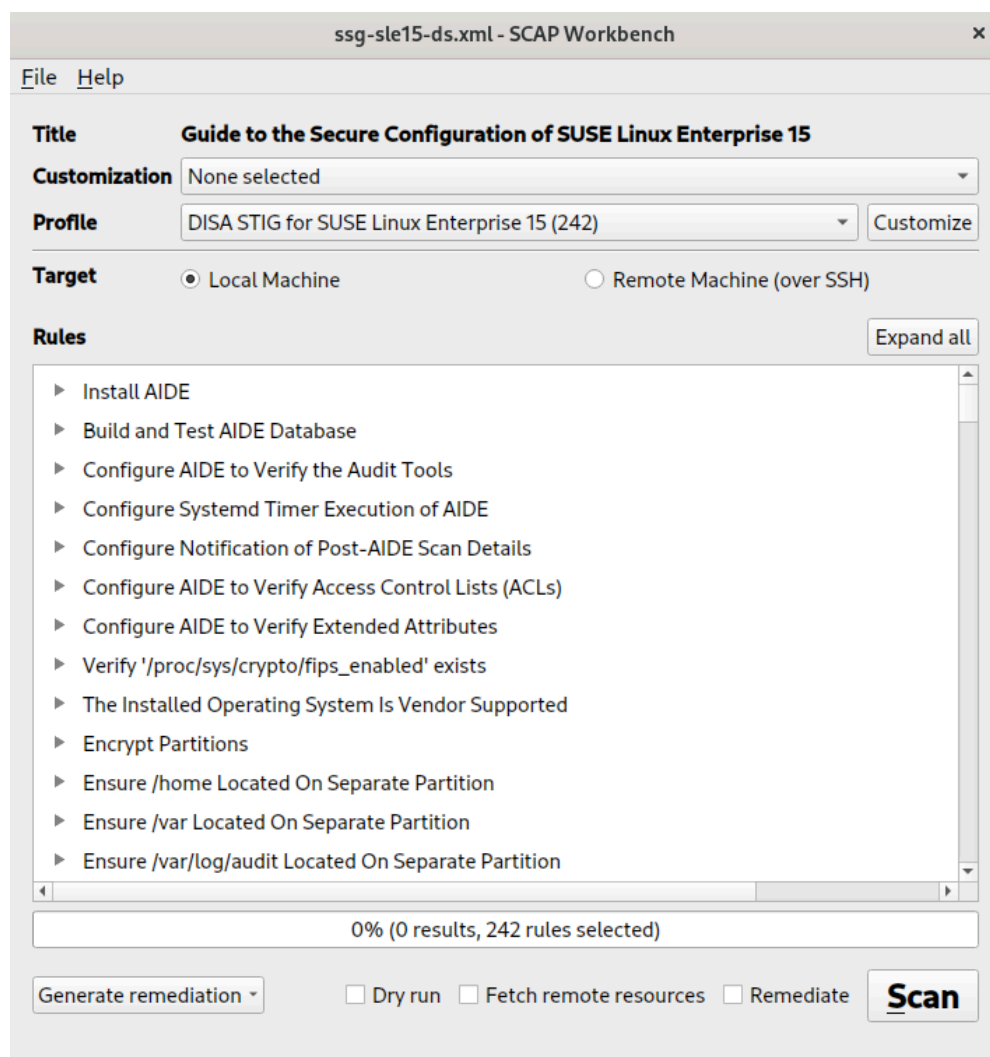 ssg-sle15-ds.xml - SCAP Workbench ×
File Help
Title Guide to the Secure Configuration of SUSE Linux Enterprise 15
Customization None selected
Profile DISA STIG for SUSE Linux Enterprise 15 (242) Customize
Target Local Machine Remote Machine (over SSH)
Rules Expand all
Install AIDE
Build and Test AIDE Database
Configure AIDE to Verify the Audit Tools
Configure Systemd Timer Execution of AIDE
Configure Notification of Post-AIDE Scan Details
Configure AIDE to Verify Access Control Lists (ACLs)
Configure AIDE to Verify Extended Attributes
Verify '/proc/sys/crypto/fips_enabled' exists
The Installed Operating System Is Vendor Supported
Encrypt Partitions
Ensure /home Located On Separate Partition
Ensure /var Located On Separate Partition
Ensure /var/log/audit Located On Separate Partition
0% (0 results, 242 rules selected)
Generate remediation Dry run Fetch remote resources Remediate Scan